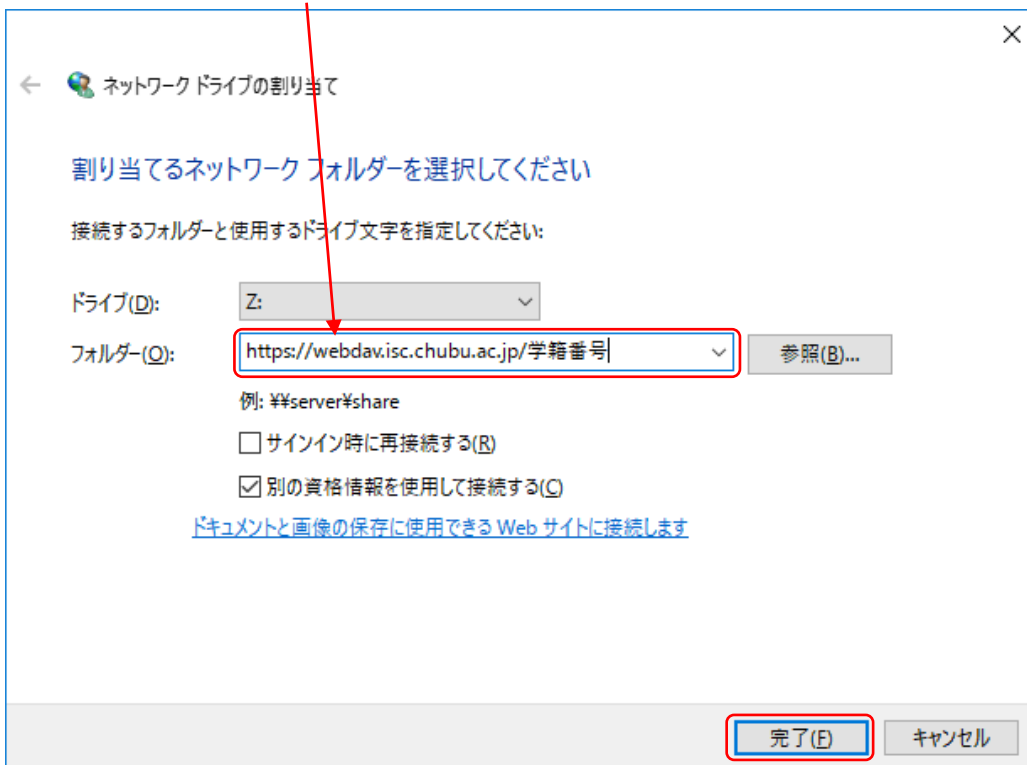 ネットワーク ドライブの割り当て
割り当てるネットワーク フォルダーを選択してください
接続するフォルダーと使用するドライブ文字を指定してください:
ドライブ(D): Z:
フォルダー(O): https://webdav.isc.chubu.ac.jp/学籍番号 参照(B)...
例: ¥¥server¥share
サインイン時に再接続する(R)
別の資格情報を使用して接続する(C)
ドキュメントと画像の保存に使用できる Web サイトに接続します
完了(F) キャンセル